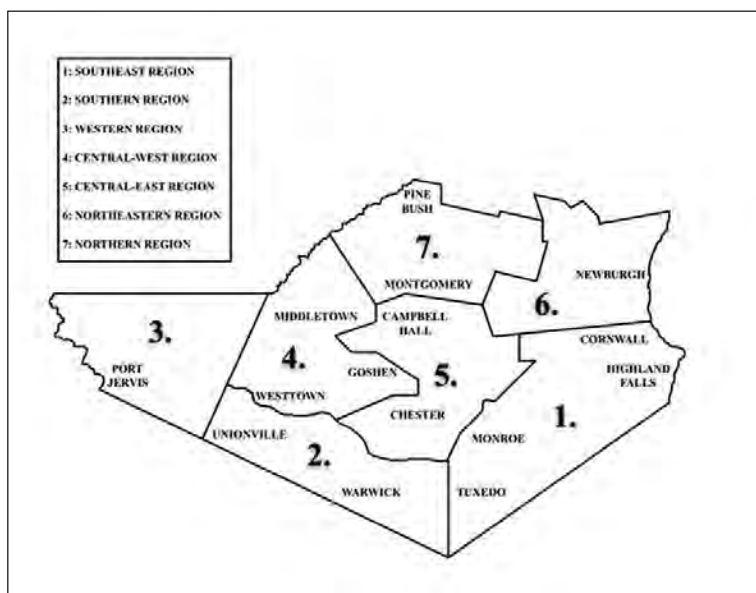 1: SOUTHEAST REGION
2: SOUTHERN REGION
3: WESTERN REGION
4: CENTRAL-WEST REGION
5: CENTRAL-EAST REGION
6: NORTHEASTERN REGION
7: NORTHERN REGION
PINE
BUSH
7.
NEWBURGH
MONTGOMERY
6.
MIDDLETOWN
CAMPBELL
HALL
3.
CORNWALL
4.
GOSHEN
5.
HIGHLAND
FALLS
PORT
JERVIS
WESTTOWN
CHESTER
1.
UNIONVILLE
MONROE
2.
WARWICK
TUXEDO